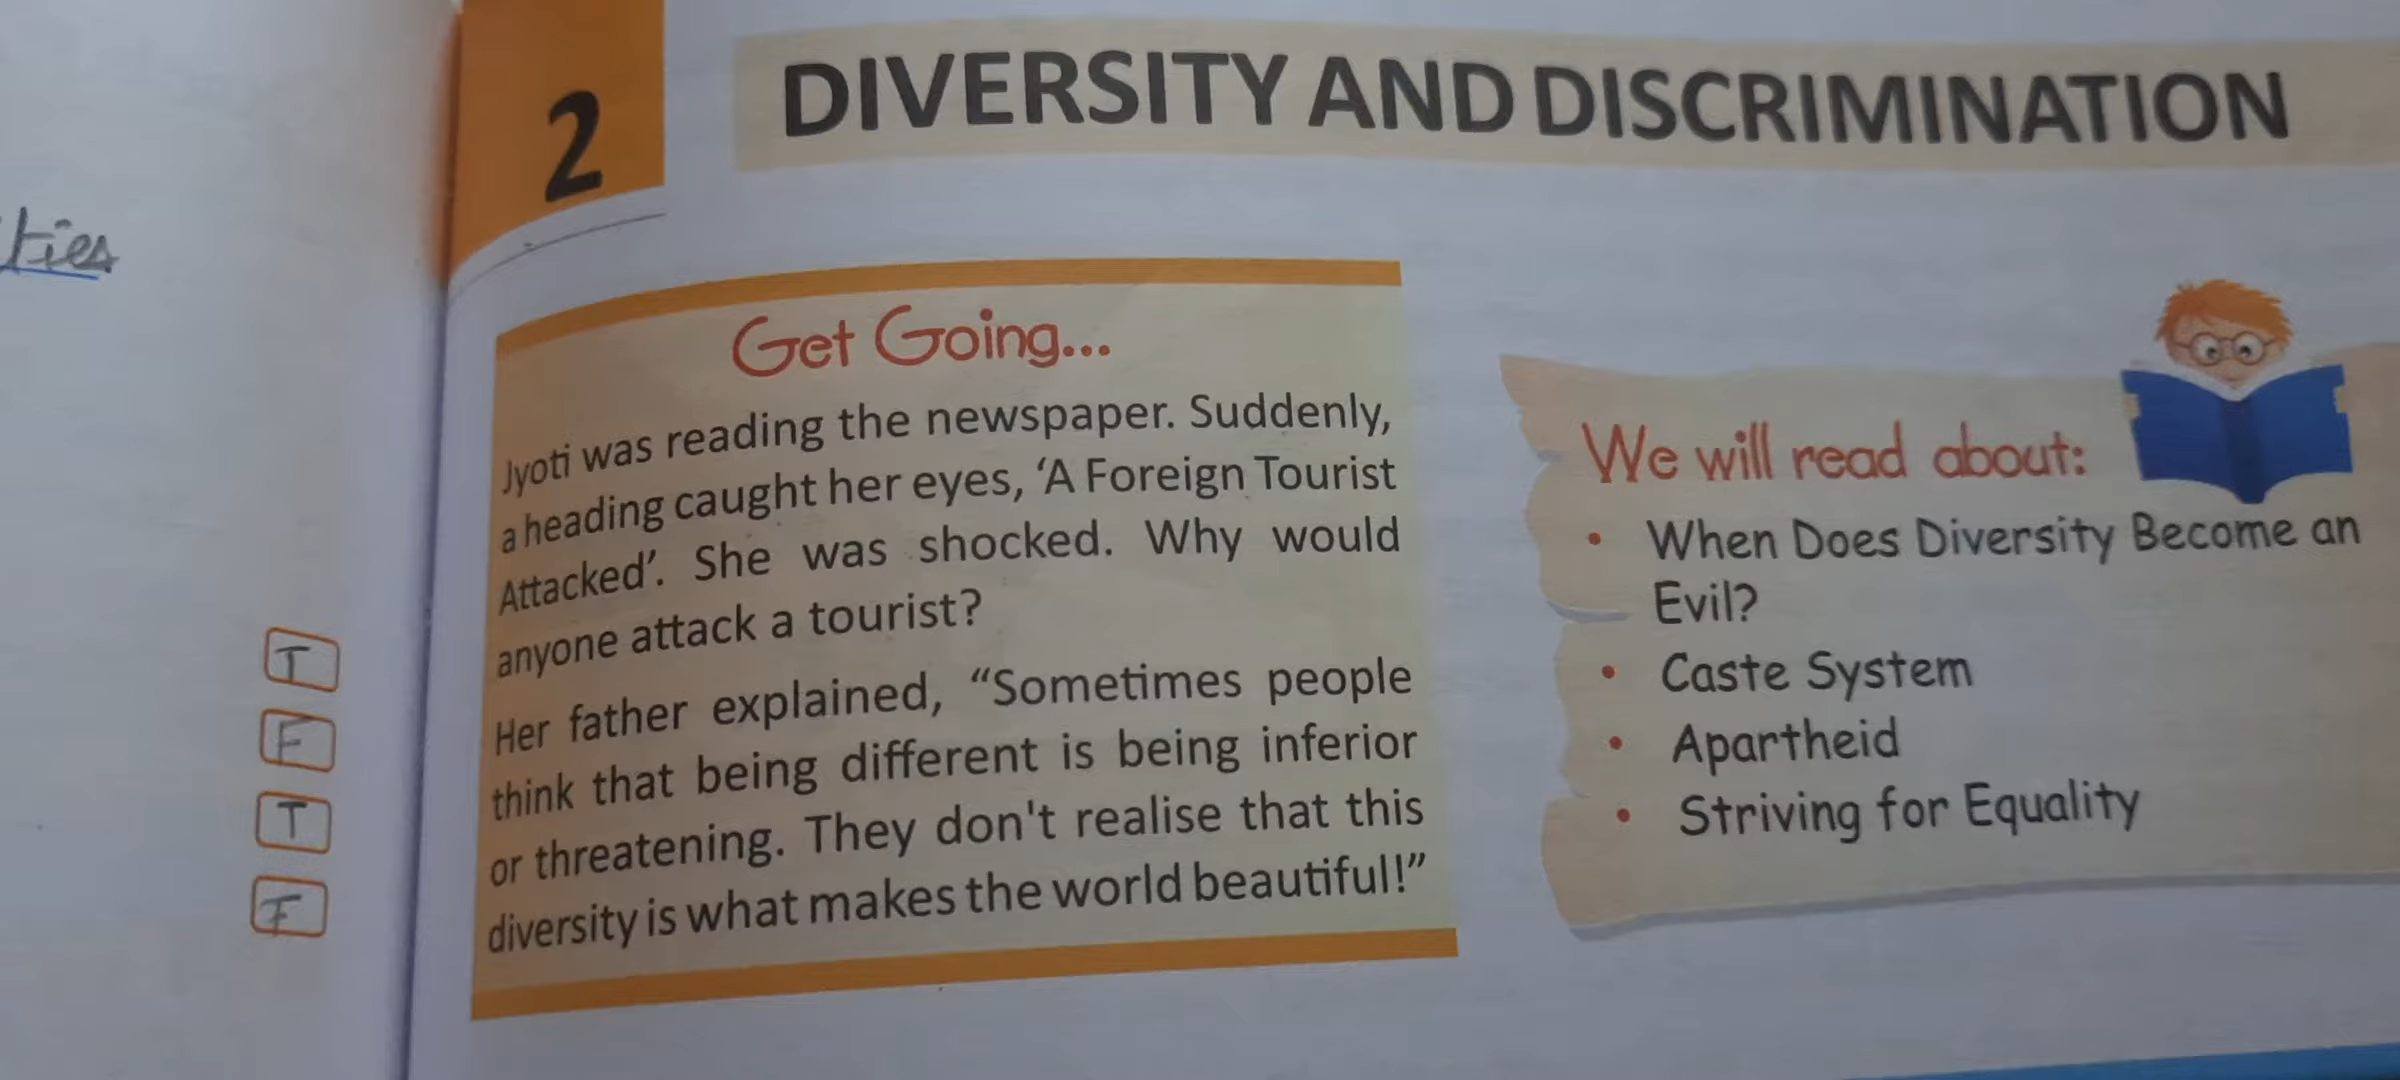 ties
T
F
T
F
2
DIVERSITY AND DISCRIMINATION
Get Going...
Jyoti was reading the newspaper. Suddenly,
a heading caught her eyes, ‘A Foreign Tourist
Attacked’. She was shocked. Why would
anyone attack a tourist?
Her father explained, “Sometimes people
think that being different is being inferior
or threatening. They don't realise that this
diversity is what makes the world beautiful!”
We will read about:
• When Does Diversity Become an
Evil?
• Caste System
• Apartheid
• Striving for Equality